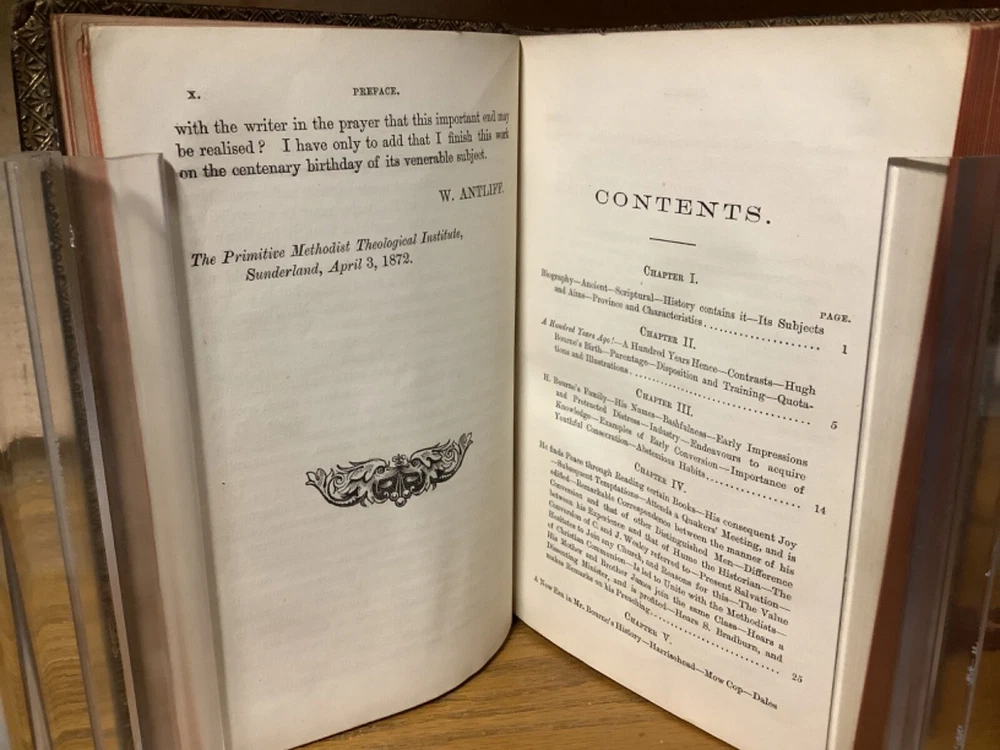 X. PREFACE.
with the writer in the prayer that this important end may
be realised? I have only to add that I finish this work
on the centenary birthday of its venerable subject.
W. ANTLIFF.
The Primitive Methodist Theological Institute,
Sunderland, April 3, 1872.
CONTENTS.
CHAPTER I.
PAGE.
Biography—Ancient—Scriptural—History contains it—Its Subjects
and Aims—Province and Characteristics.................... 1
CHAPTER II.
A Hundred Years Ago!—A Hundred Years Hence—Contrasts—Hugh
Bourne's Birth—Parentage—Disposition and Training—Quota-
tions and Illustrations.............................. 5
CHAPTER III.
H. Bourne's Family—His Names—Bashfulness—Early Impressions
and Protracted Distress—Industry—Endeavours to acquire
Knowledge—Examples of Early Conversion—Importance of
Youthful Consecration—Abstemious Habits.................. 14
CHAPTER IV.
He finds Peace through Reading certain Books—His consequent Joy
—Subsequent Temptations—Attends a Quakers' Meeting, and is
edified—Remarkable Correspondence between the manner of his
Conversion and that of other Distinguished Men—Difference
between his Experience and that of Hume the Historian—The
Conversion of C. and J. Wesley referred to—Present Salvation—
Hesitates to Join any Church, and Reasons for this—The Value
of Christian Communion—Is led to Unite with the Methodists—
His Mother and Brother James join the same Class—Hears a
Dissenting Minister, and is profited—Hears S. Bradburn, and
makes Remarks on his Preaching.................... 25
CHAPTER V.
A New Era in Mr. Bourne's History—Harrisehead—Mow Cop—Dales